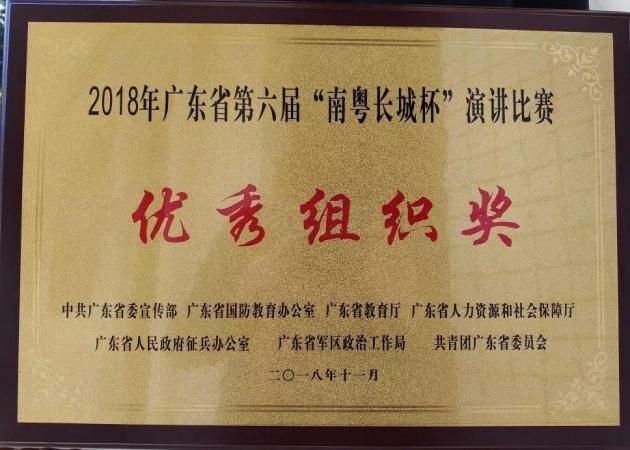 2018年广东省第六届“南粤长城杯”演讲比赛
优秀组织奖
中共广东省委宣传部 广东省国防教育办公室 广东省教育厅 广东省人力资源和社会保障厅
广东省人民政府征兵办公室 广东省军区政治工作局 共青团广东省委员会
二〇一八年十一月